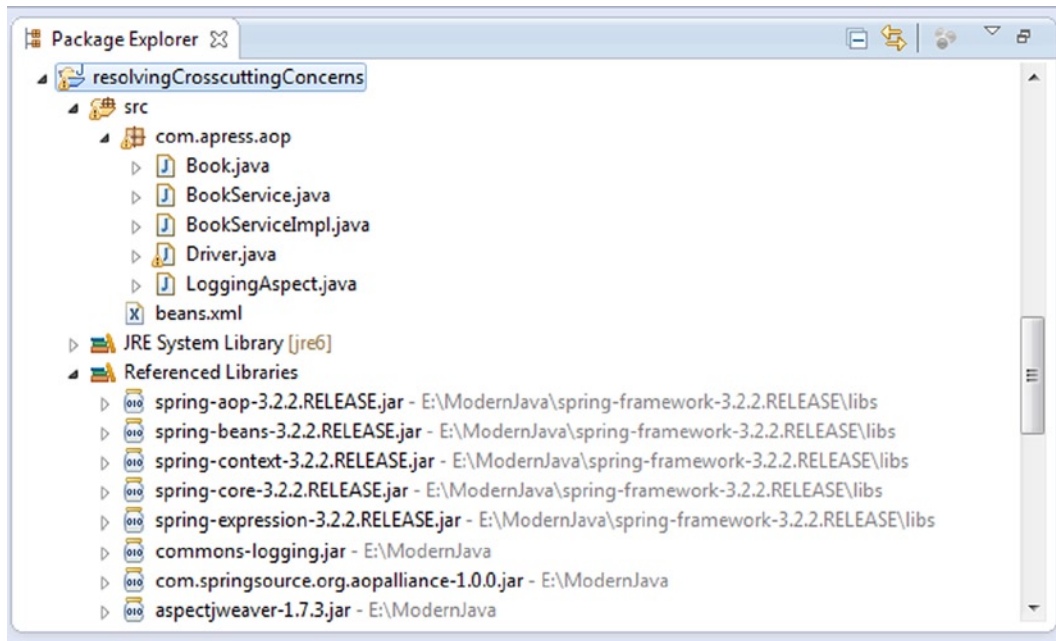 Package Explorer
resolvingCrosscuttingConcerns
src
com.apress.aop
Book.java
BookService.java
BookServiceImpl.java
Driver.java
LoggingAspect.java
beans.xml
JRE System Library [jre6]
Referenced Libraries
spring-aop-3.2.2.RELEASE.jar - E:\ModernJava\spring-framework-3.2.2.RELEASE\libs
spring-beans-3.2.2.RELEASE.jar - E:\ModernJava\spring-framework-3.2.2.RELEASE\libs
spring-context-3.2.2.RELEASE.jar - E:\ModernJava\spring-framework-3.2.2.RELEASE\libs
spring-core-3.2.2.RELEASE.jar - E:\ModernJava\spring-framework-3.2.2.RELEASE\libs
spring-expression-3.2.2.RELEASE.jar - E:\ModernJava\spring-framework-3.2.2.RELEASE\libs
commons-logging.jar - E:\ModernJava
com.springsource.org.aopalliance-1.0.0.jar - E:\ModernJava
aspectjweaver-1.7.3.jar - E:\ModernJava